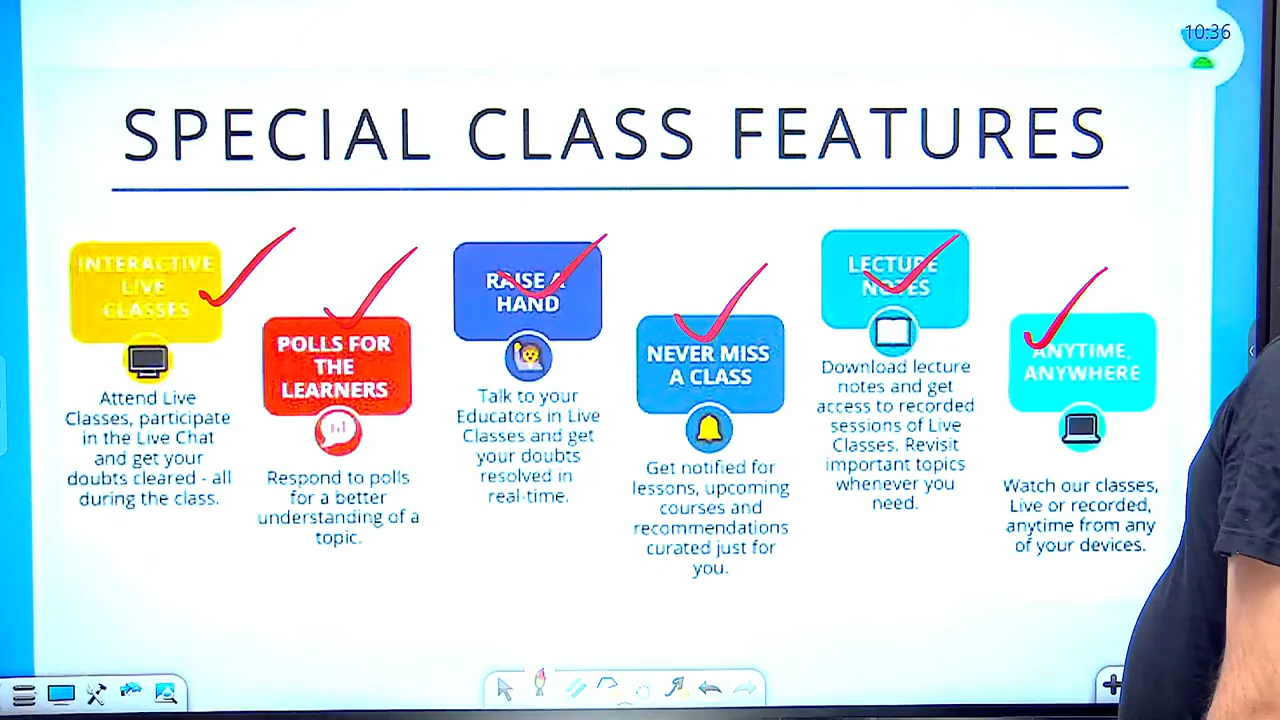 10:36
SPECIAL CLASS FEATURES
INTERACTIVE
LIVE
CLASSES
Attend Live
Classes, participate
in the Live Chat
and get your
doubts cleared - all
during the class.
POLLS FOR
THE
LEARNERS
Respond to polls
for a better
understanding of a
topic.
RAISE A
HAND
Talk to your
Educators in Live
Classes and get
your doubts
resolved in
real-time.
NEVER MISS
A CLASS
Get notified for
lessons, upcoming
courses and
recommendations
curated just for
you.
LECTURE
NOTES
Download lecture
notes and get
access to recorded
sessions of Live
Classes. Revisit
important topics
whenever you
need.
ANYTIME,
ANYWHERE
Watch our classes,
Live or recorded,
anytime from any
of your devices.